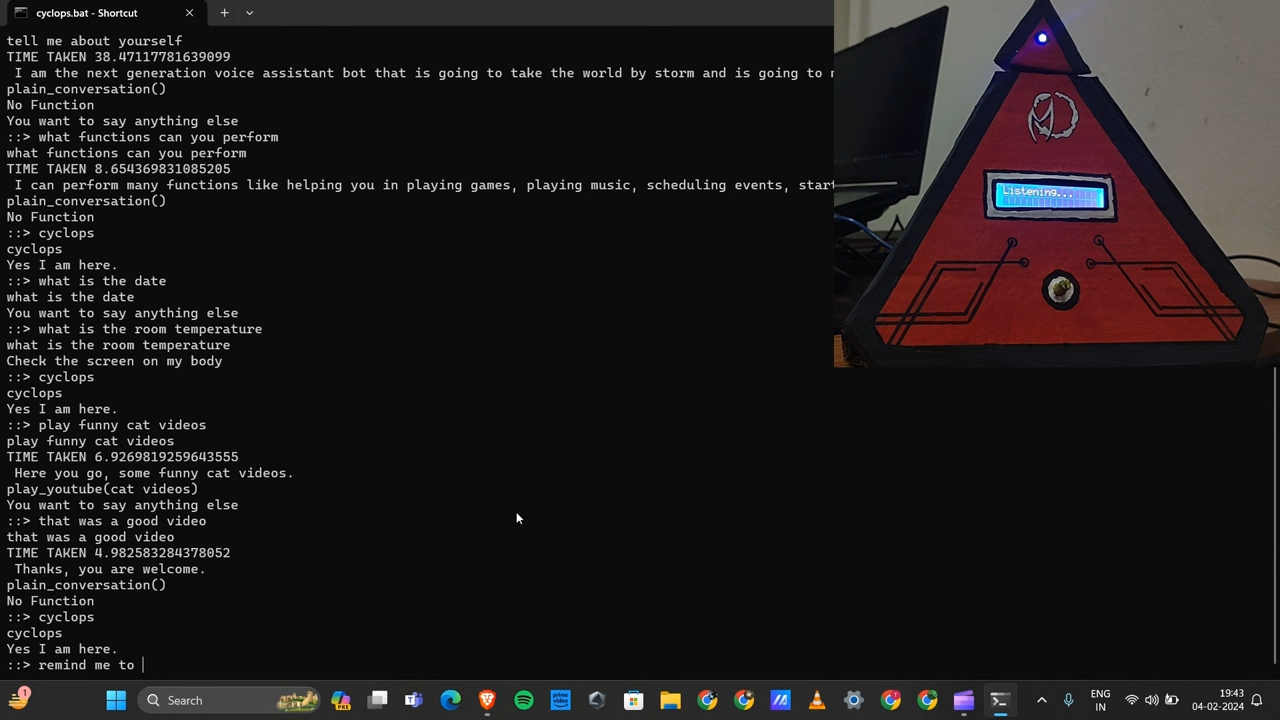 cyclops.bat - Shortcut
tell me about yourself
TIME TAKEN 38.47117781639099
I am the next generation voice assistant bot that is going to take the world by storm and is going to
plain_conversation()
No Function
You want to say anything else
::> what functions can you perform
what functions can you perform
TIME TAKEN 8.654369831085205
I can perform many functions like helping you in playing games, playing music, scheduling events,
plain_conversation()
No Function
::> cyclops
cyclops
Yes I am here.
::> what is the date
what is the date
You want to say anything else
::> what is the room temperature
what is the room temperature
Check the screen on my body
::> cyclops
cyclops
Yes I am here.
::> play funny cat videos
play funny cat videos
TIME TAKEN 6.9269819259643555
Here you go, some funny cat videos.
play_youtube(cat videos)
You want to say anything else
::> that was a good video
that was a good video
TIME TAKEN 4.982583284378052
Thanks, you are welcome.
plain_conversation()
No Function
::> cyclops
cyclops
Yes I am here.
::> remind me to
Listening...
1
Search
PRE
prime video
ENG
IN
19:43
04-02-2024